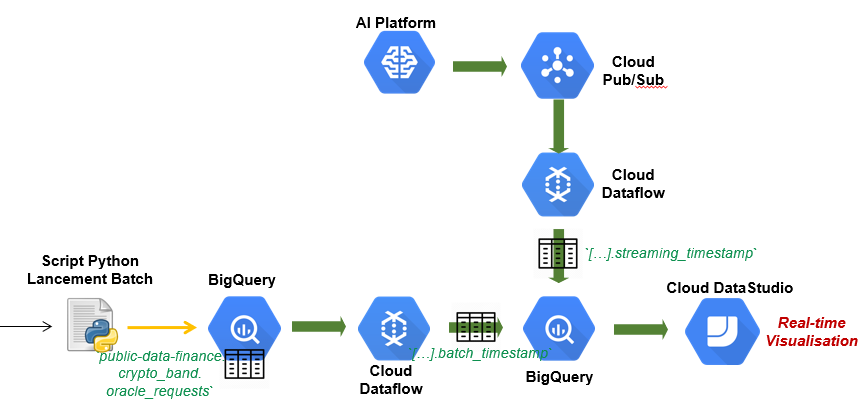 AI Platform
Cloud
Pub/Sub
Cloud
Dataflow
`[…].streaming_timestamp`
Script Python
Lancement Batch
BigQuery
public-data-finance.
crypto_band.
oracle_requests`
Cloud
Dataflow
`[…].batch_timestamp`
BigQuery
Cloud DataStudio
Real-time
Visualisation